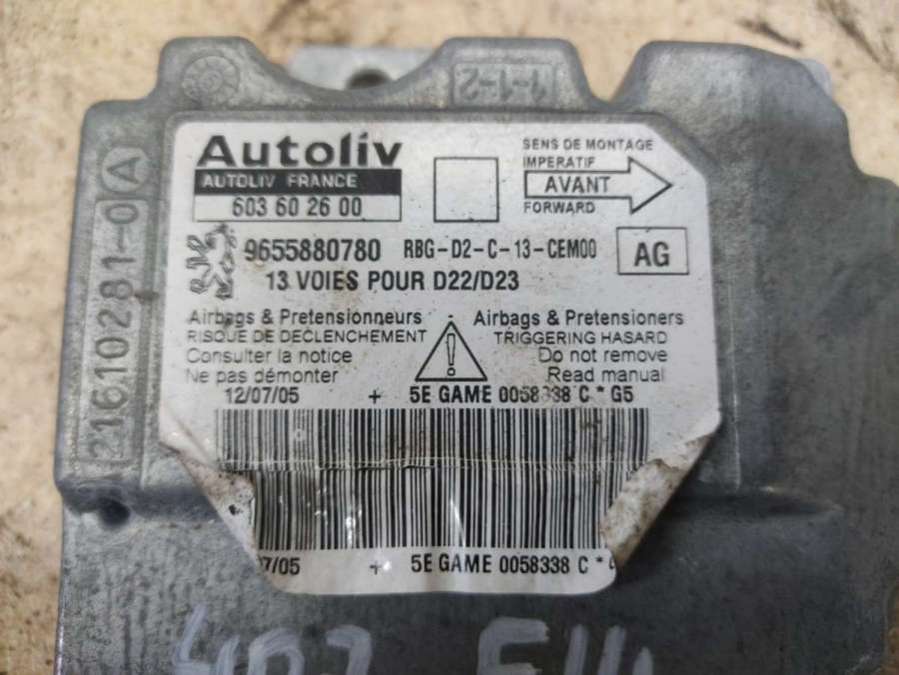 1-1-2
Autoliv
AUTOLIV FRANCE
603 60 26 00
SENS DE MONTAGE
IMPERATIF
AVANT
FORWARD
21610281-0 A
9655880780 RBG-D2-C-13-CEM00 AG
13 VOIES POUR D22/D23
Airbags & Pretensionneurs
RISQUE DE DECLENCHEMENT
Consulter la notice
Ne pas démonter
Airbags & Pretensioners
TRIGGERING HASARD
Do not remove
Read manual
12/07/05 + 5E GAME 0058338 C * G5
7/05 + 5E GAME 0058338 C *
407